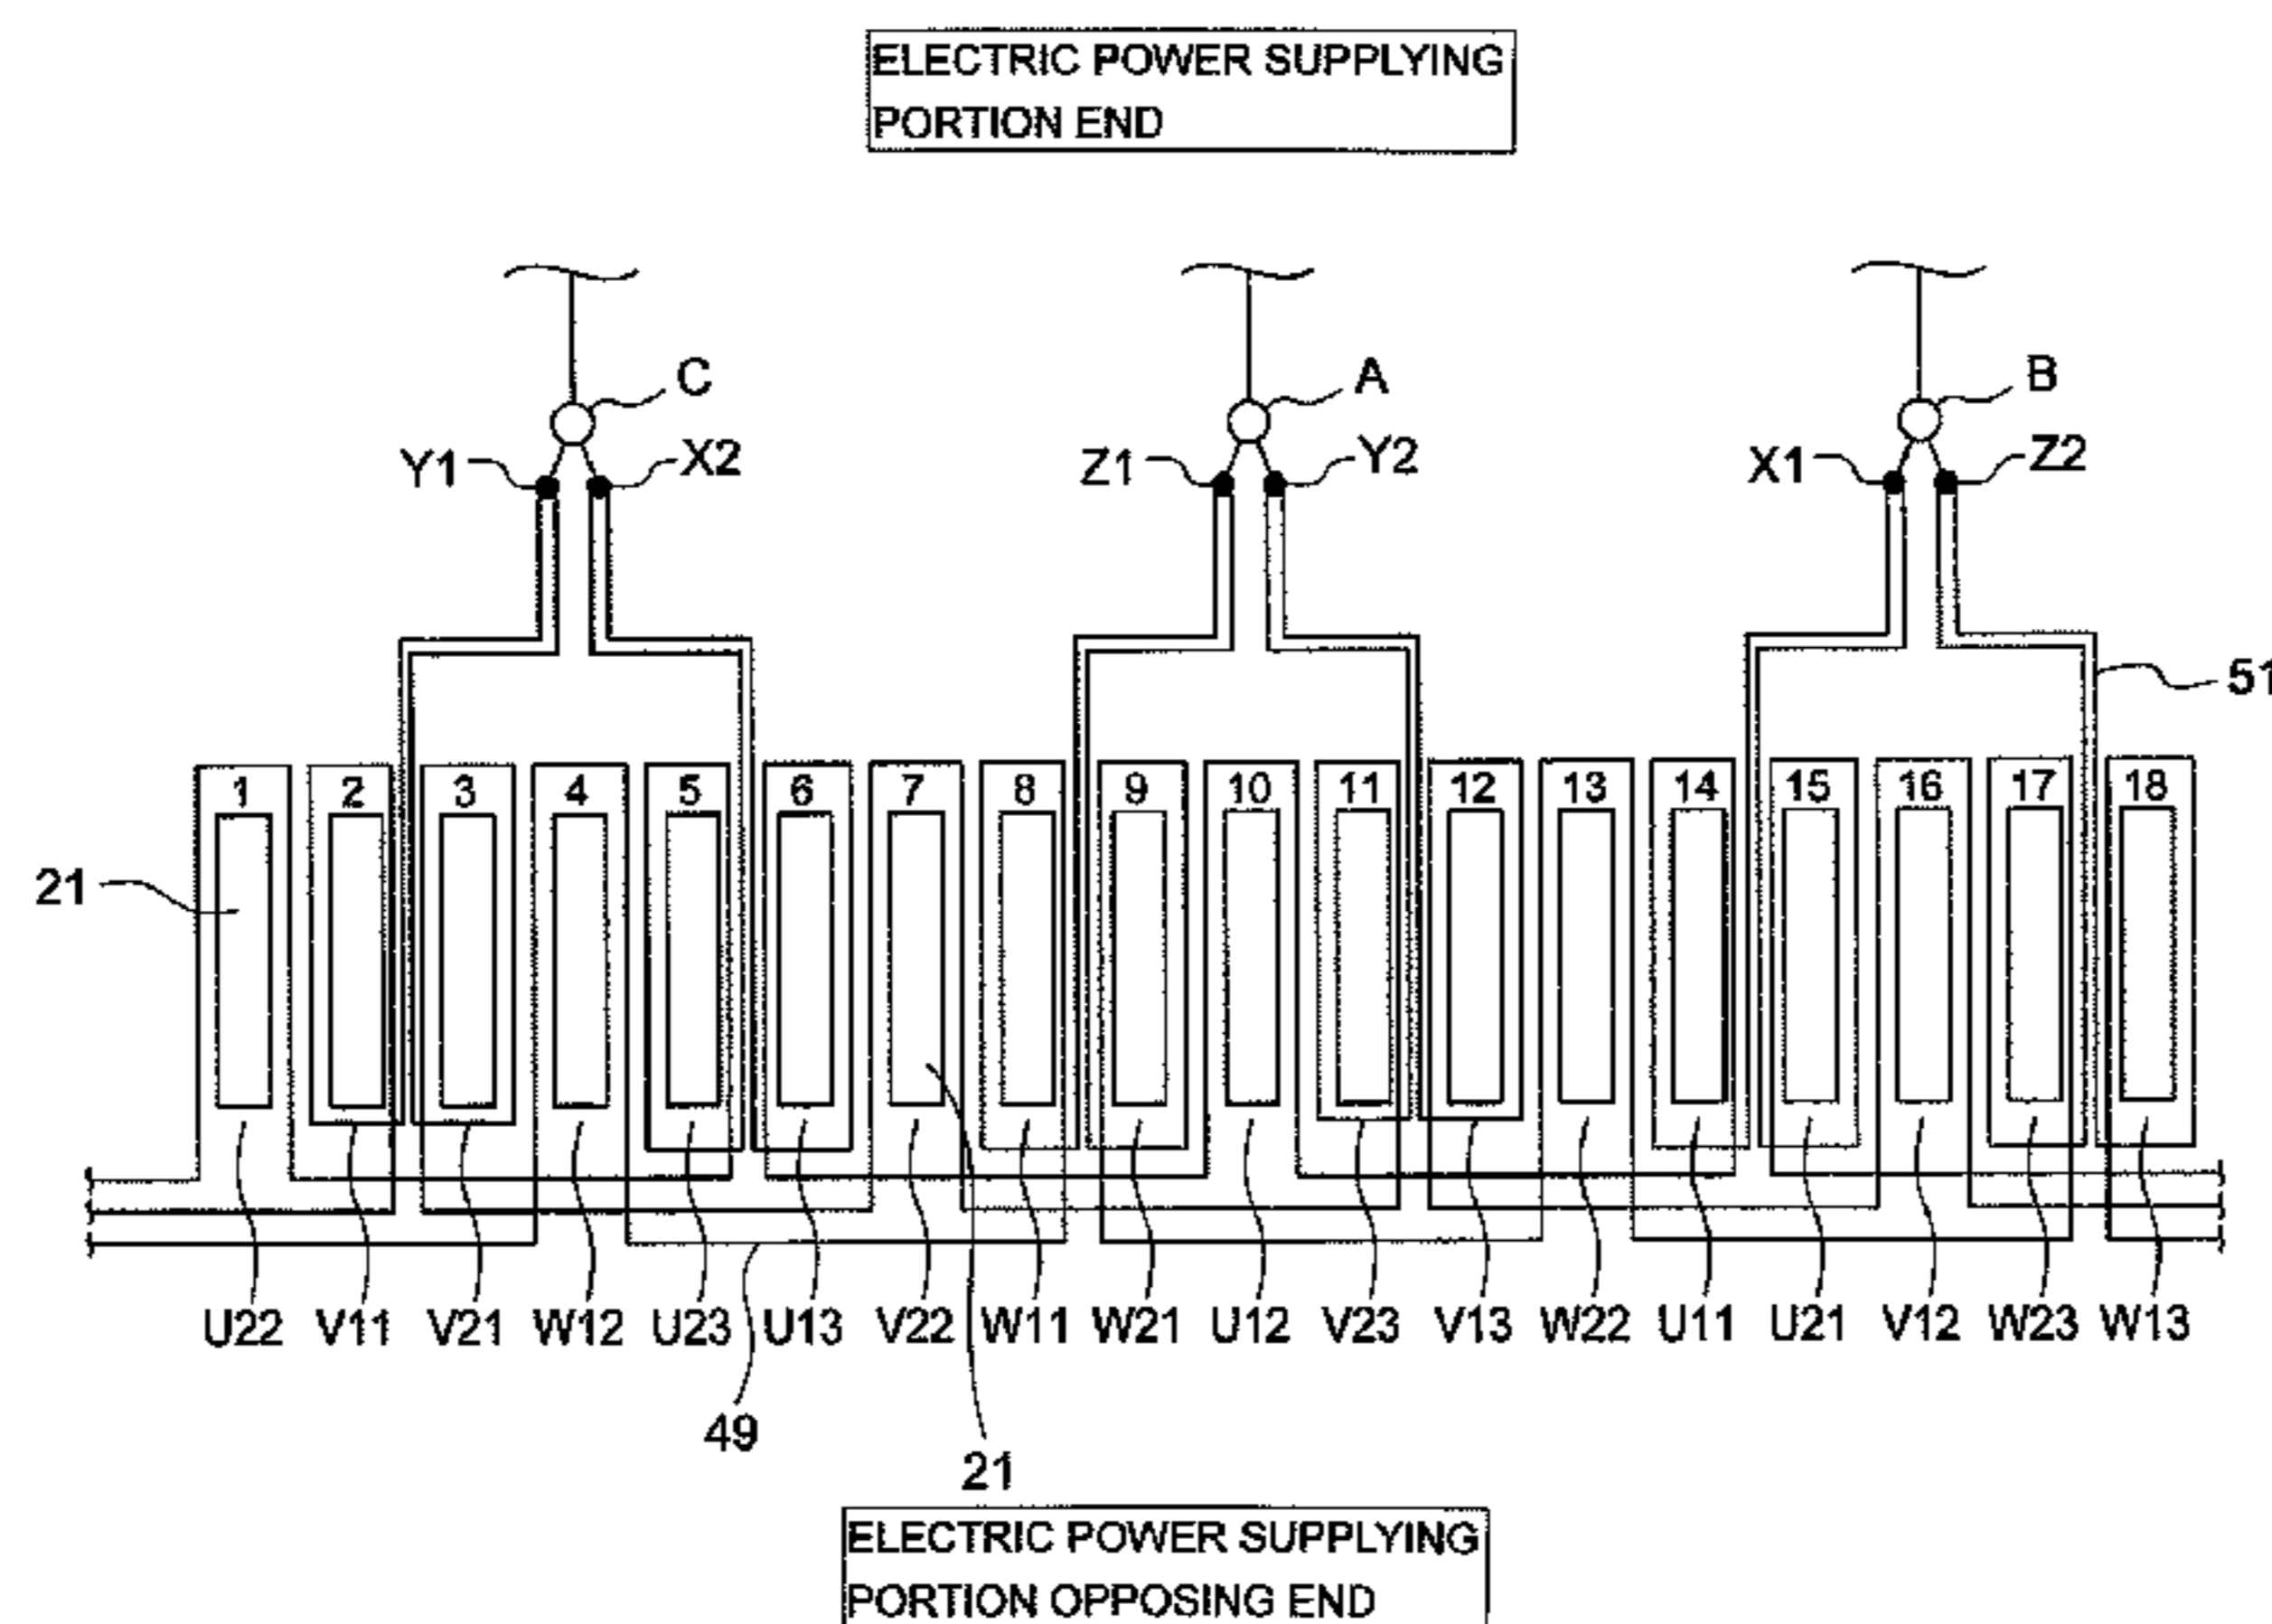 ELECTRIC POWER SUPPLYING
PORTION END
C A B
Y1 X2 Z1 Y2 X1 Z2
51
1 2 3 4 5 6 7 8 9 10 11 12 13 14 15 16 17 18
21
U22 V11 V21 W12 U23 U13 V22 W11 W21 U12 V23 V13 W22 U11 U21 V12 W23 W13
49
21
ELECTRIC POWER SUPPLYING
PORTION OPPOSING END